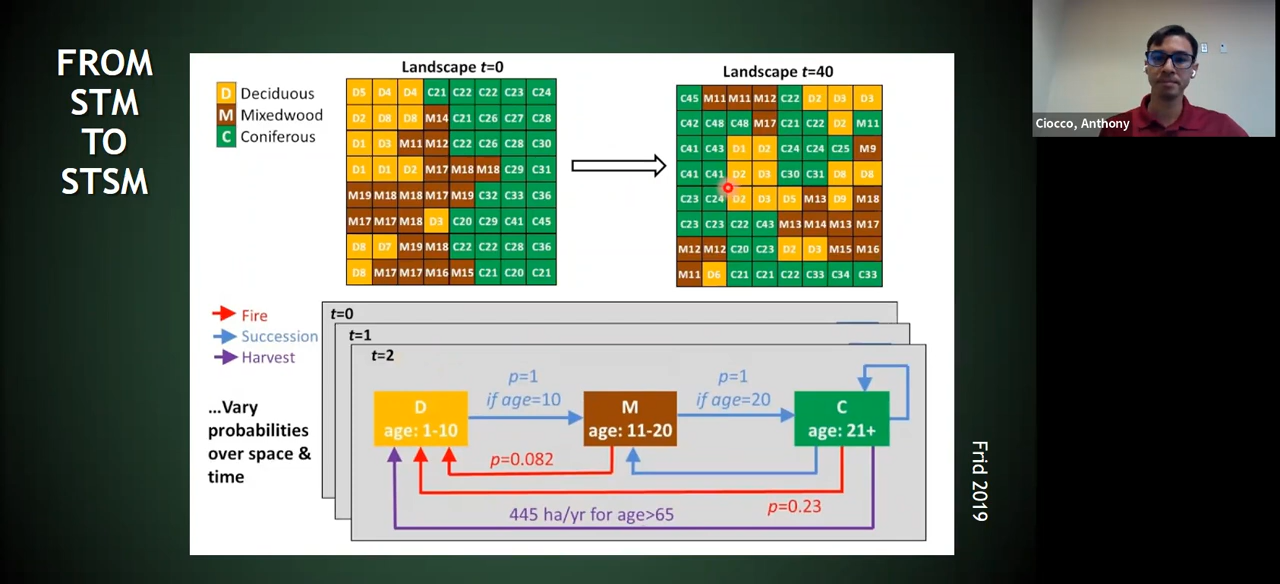 FROM
STM
TO
STSM
Landscape t=0
Landscape t=40
D Deciduous
M Mixedwood
C Coniferous
D5 D4 D4 C21 C22 C22 C23 C24
D2 D8 D8 M14 C21 C26 C27 C28
D1 D3 M11 M12 C22 C26 C28 C30
D1 D1 D2 M17 M18 M18 C29 C31
M19 M18 M18 M17 M19 C32 C33 C36
M17 M17 M18 D3 C20 C29 C41 C45
D8 D7 M19 M18 C22 C22 C28 C36
D8 M17 M17 M16 M15 C21 C20 C21
C45 M11 M11 M12 C22 D2 D3 D3
C42 C48 C48 M17 C21 C22 D2 M11
C41 C43 D1 D2 C24 C24 C25 M9
C41 C41 D2 D3 C30 C31 D8 D8
C23 C24 D2 D3 D5 M13 D9 M18
C23 C23 C22 C43 M13 M14 M13 M17
M12 M12 C20 C23 D2 D3 M15 M16
M11 D6 C21 C21 C22 C33 C34 C33
Fire
Succession
Harvest
...Vary
probabilities
over space &
time
t=0
t=1
t=2
p=1
if age=10
p=1
if age=20
D
age: 1-10
M
age: 11-20
C
age: 21+
p=0.082
p=0.23
445 ha/yr for age>65
Frid 2019
Ciocco, Anthony